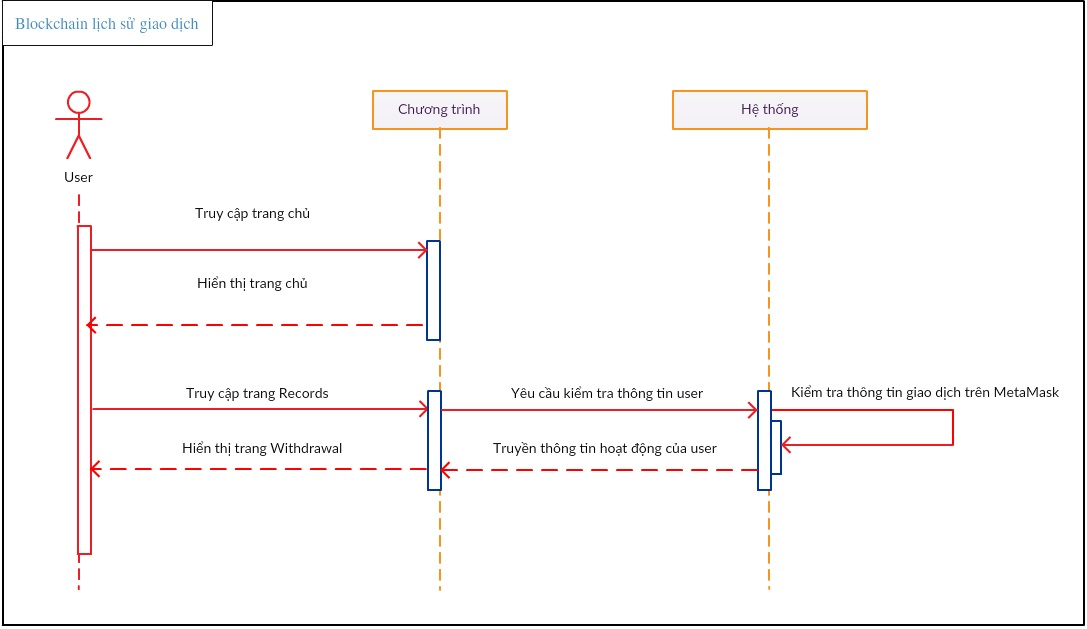 Blockchain lịch sử giao dịch
Chương trình
Hệ thống
User
Truy cập trang chủ
Hiển thị trang chủ
Truy cập trang Records
Yêu cầu kiểm tra thông tin user
Kiểm tra thông tin giao dịch trên MetaMask
Hiển thị trang Withdrawal
Truyền thông tin hoạt động của user